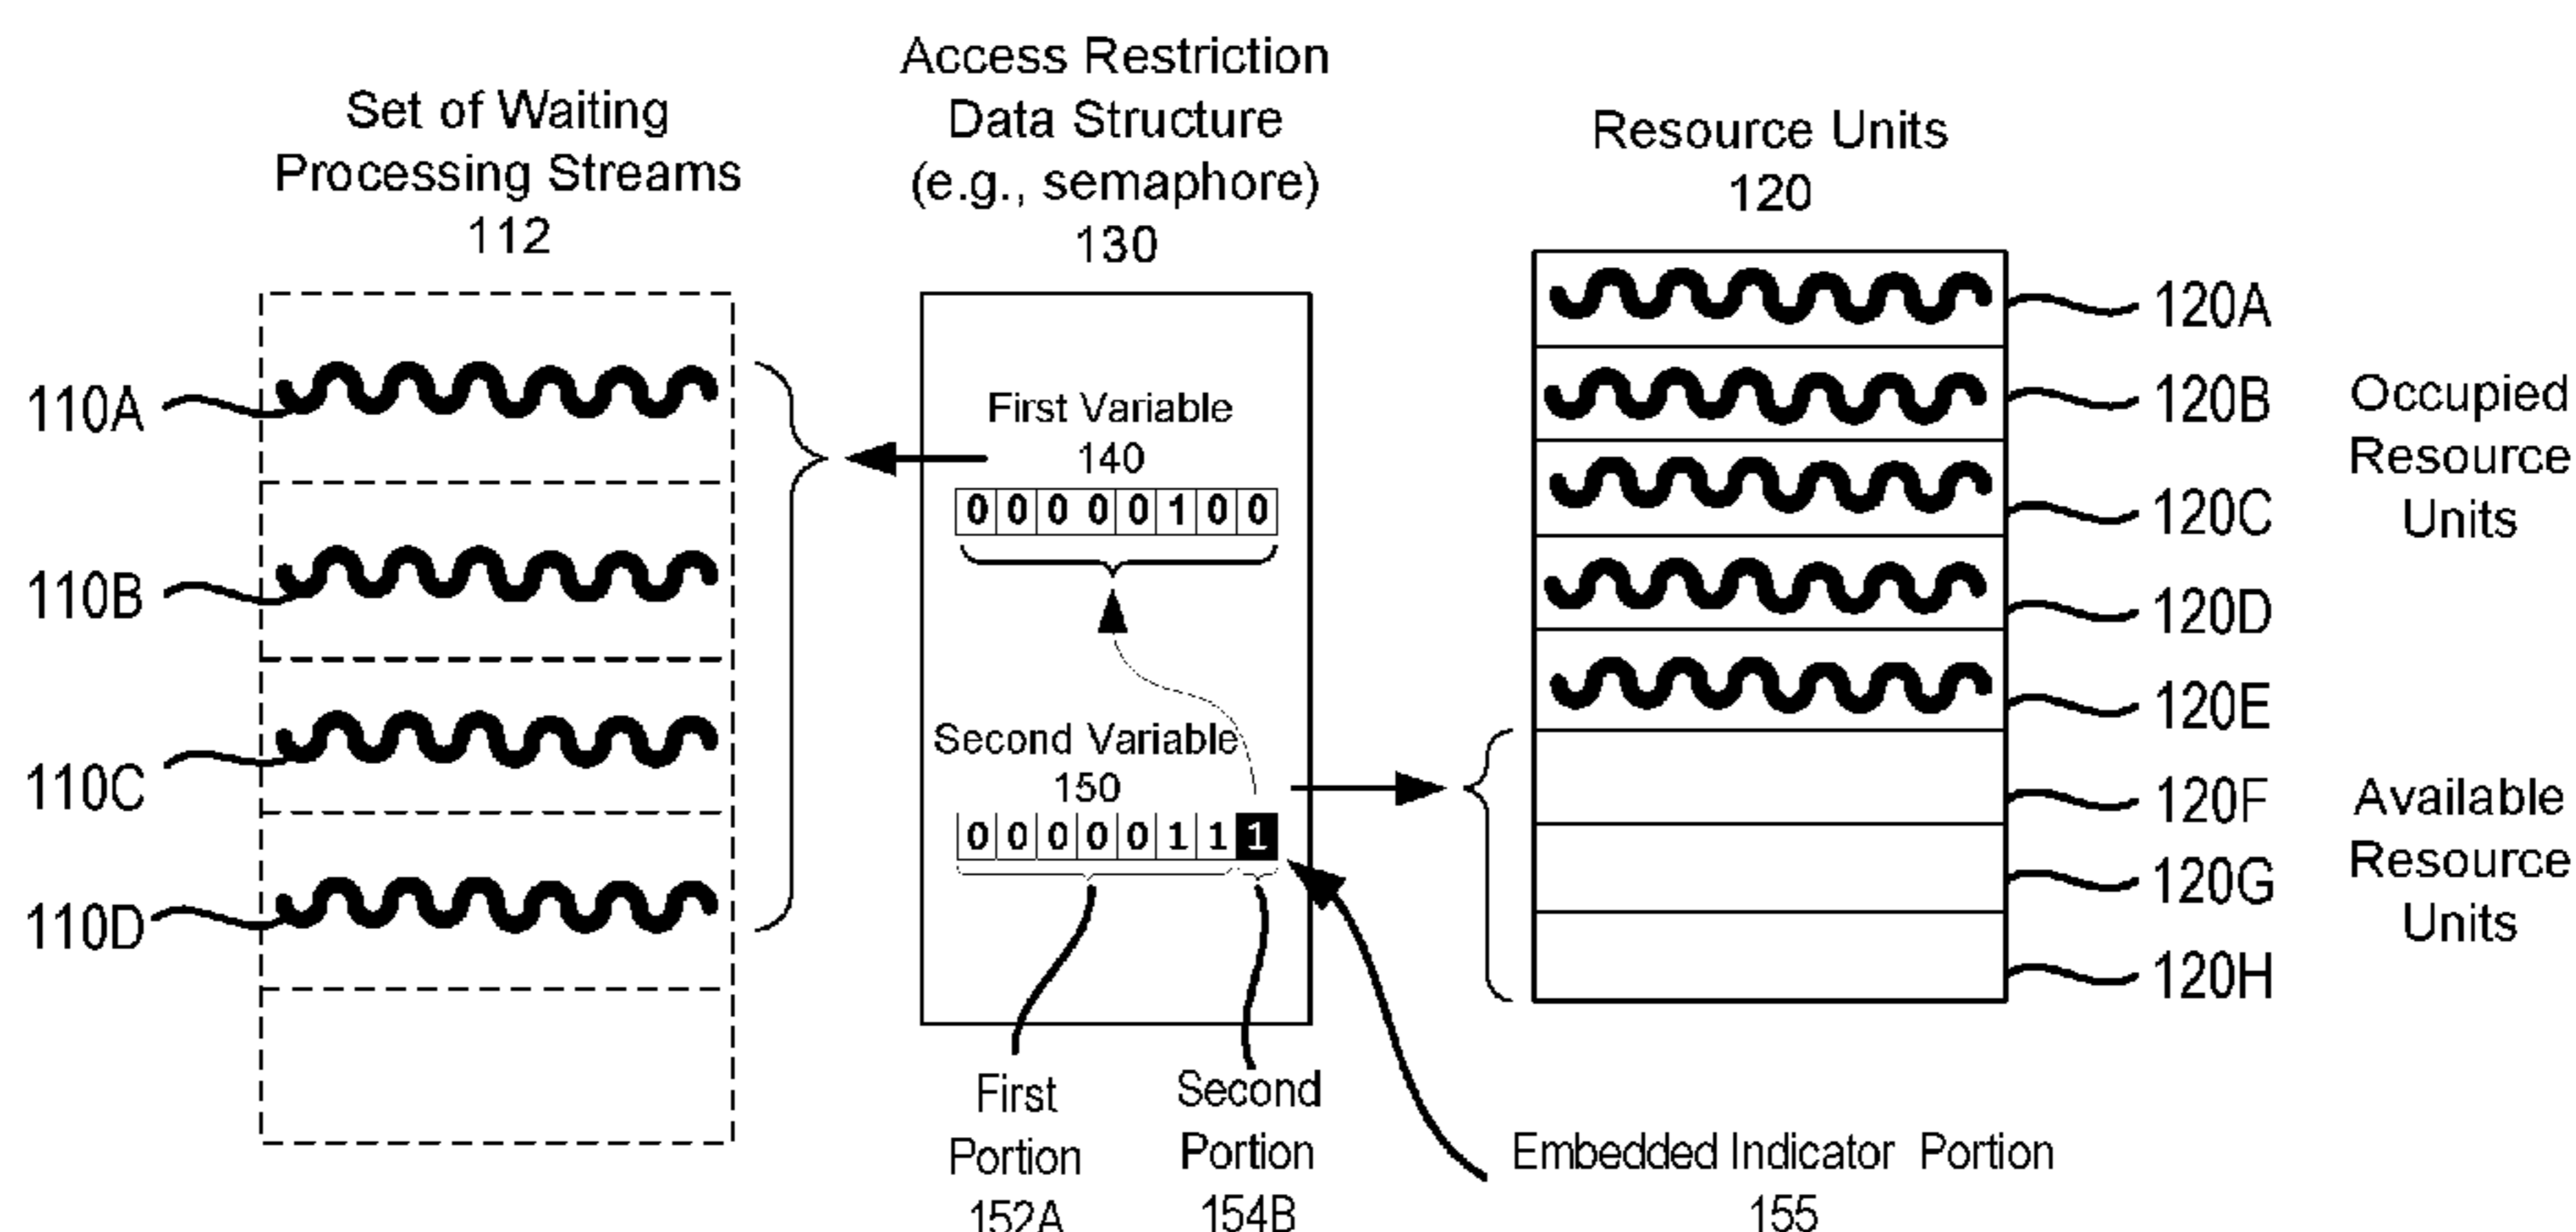 Set of Waiting
Processing Streams
112
110A
110B
110C
110D
Access Restriction
Data Structure
(e.g., semaphore)
130
First Variable
140
0 0 0 0 0 1 0 0
Second Variable
150
0 0 0 0 0 1 1 1
First
Portion
152A
Second
Portion
154B
Embedded Indicator Portion
155
Resource Units
120
120A
120B
120C
120D
120E
120F
120G
120H
Occupied
Resource
Units
Available
Resource
Units